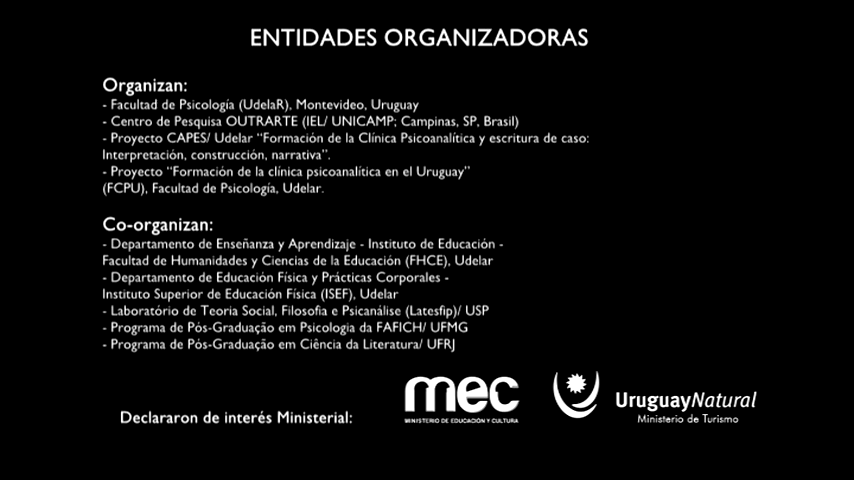 ENTIDADES ORGANIZADORAS
Organizan:
- Facultad de Psicología (UdelaR), Montevideo, Uruguay
- Centro de Pesquisa OUTRARTE (IEL/ UNICAMP; Campinas, SP, Brasil)
- Proyecto CAPES/ Udelar “Formación de la Clínica Psicoanalítica y escritura de caso:
Interpretación, construcción, narrativa”.
- Proyecto “Formación de la clínica psicoanalítica en el Uruguay”
(FCPU), Facultad de Psicología, Udelar.
Co-organizan:
- Departamento de Enseñanza y Aprendizaje - Instituto de Educación -
Facultad de Humanidades y Ciencias de la Educación (FHCE), Udelar
- Departamento de Educación Física y Prácticas Corporales -
Instituto Superior de Educación Física (ISEF), Udelar
- Laboratório de Teoria Social, Filosofia e Psicanálise (Latesfip)/ USP
- Programa de Pós-Graduação em Psicologia da FAFICH/ UFMG
- Programa de Pós-Graduação em Ciência da Literatura/ UFRJ
Declararon de interés Ministerial:
mec
MINISTERIO DE EDUCACIÓN Y CULTURA
UruguayNatural
Ministerio de Turismo